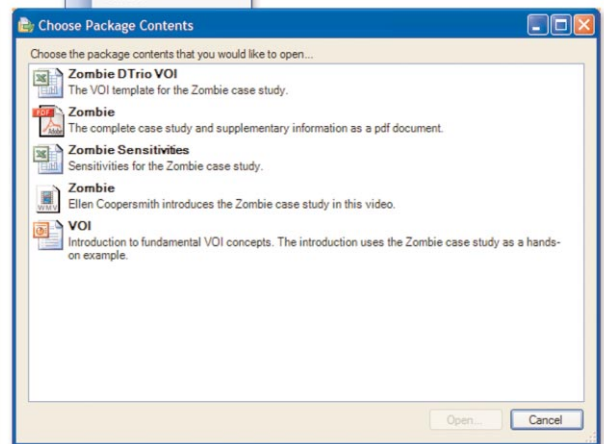 Choose Package Contents
Choose the package contents that you would like to open...
Zombie DTrio VOI
The VOI template for the Zombie case study.
Zombie
The complete case study and supplementary information as a pdf document.
Zombie Sensitivities
Sensitivities for the Zombie case study.
Zombie
Ellen Coopersmith introduces the Zombie case study in this video.
VOI
Introduction to fundamental VOI concepts. The introduction uses the Zombie case study as a hands-
on example.
Open... Cancel